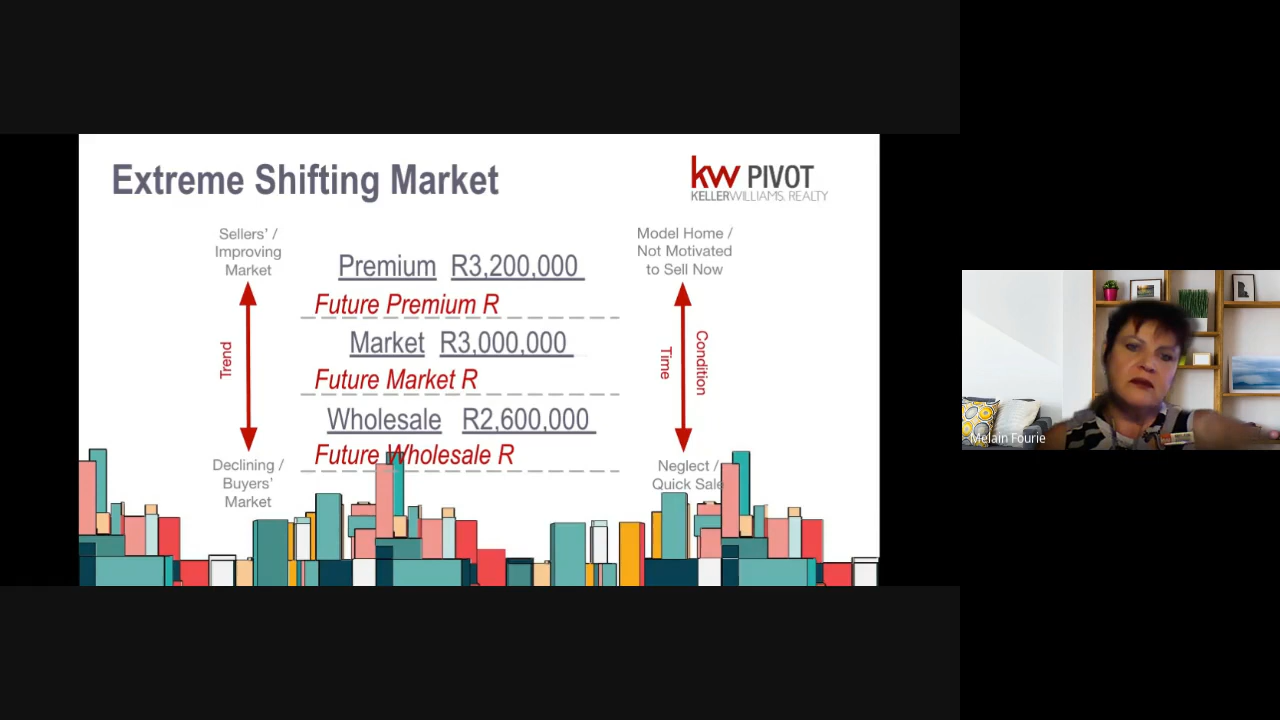 Extreme Shifting Market
kw PIVOT
KELLERWILLIAMS. REALTY
Sellers' /
Improving
Market
Trend
Declining /
Buyers'
Market
Premium R3,200,000
Future Premium R
Market R3,000,000
Future Market R
Wholesale R2,600,000
Future Wholesale R
Model Home /
Not Motivated
to Sell Now
Time
Condition
Neglect /
Quick Sale
Melain Fourie